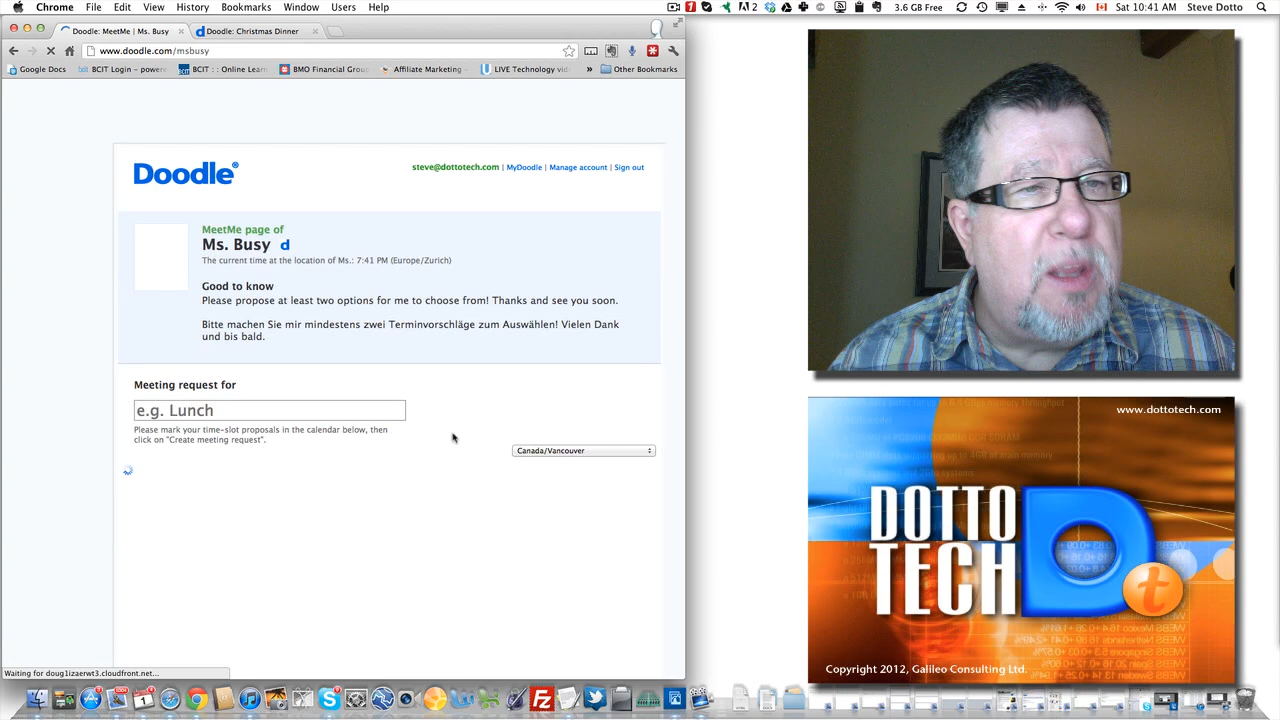 Chrome File Edit View History Bookmarks Window Users Help
2 3.6 GB Free Sat 10:41 AM Steve Dotto
Doodle: MeetMe | Ms. Busy
Doodle: Christmas Dinner
www.doodle.com/msbusy
Google Docs
BCIT Login – powe
BCIT : : Online Lear
BMO Financial Grou
Affiliate Marketing –
LIVE Technology vid
» Other Bookmarks
Doodle®
steve@dottotech.com | MyDoodle | Manage account | Sign out
MeetMe page of
Ms. Busy d
The current time at the location of Ms.: 7:41 PM (Europe/Zurich)
Good to know
Please propose at least two options for me to choose from! Thanks and see you soon.
Bitte machen Sie mir mindestens zwei Terminvorschläge zum Auswählen! Vielen Dank
und bis bald.
Meeting request for
e.g. Lunch
Please mark your time-slot proposals in the calendar below, then
click on "Create meeting request".
Canada/Vancouver
Waiting for doug1izaerwt3.cloudfront.net...
www.dottotech.com
DOTTO
TECH
D
t
Copyright 2012, Galileo Consulting Ltd.